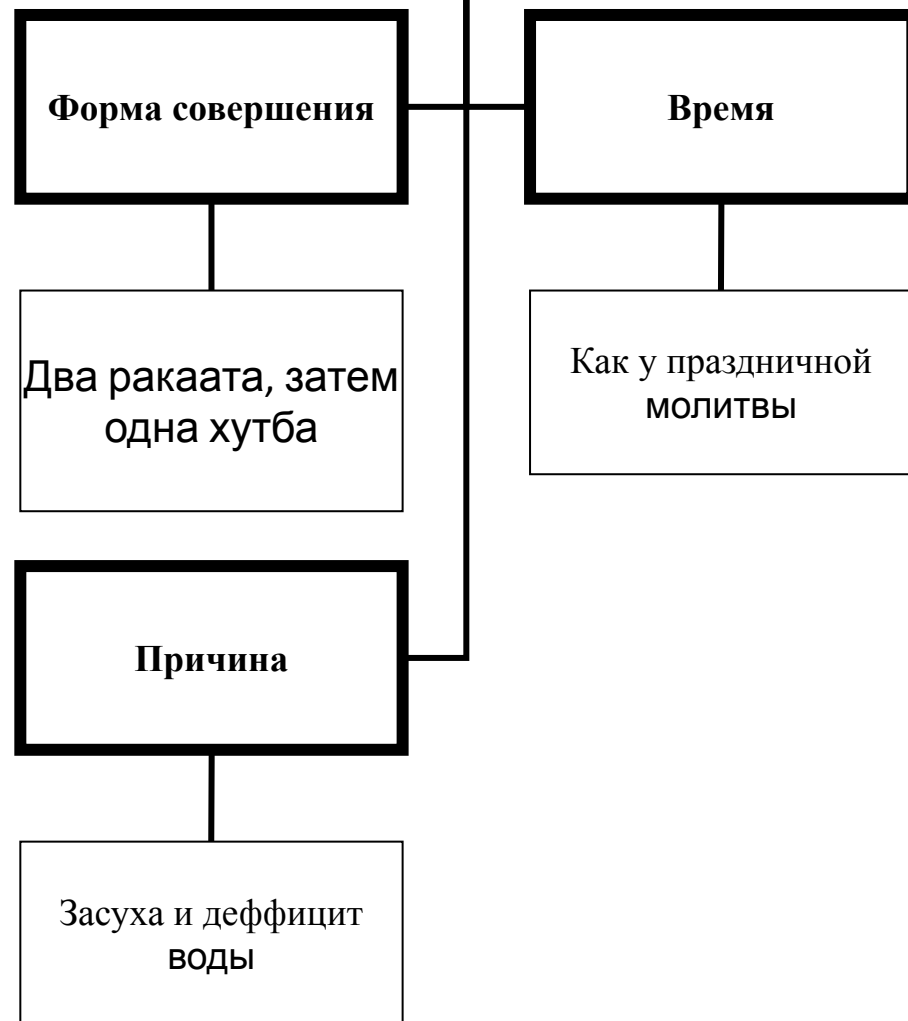 Форма совершения
Время
Два ракаата, затем
одна хутба
Как у праздничной
молитвы
Причина
Засуха и деффицит
воды